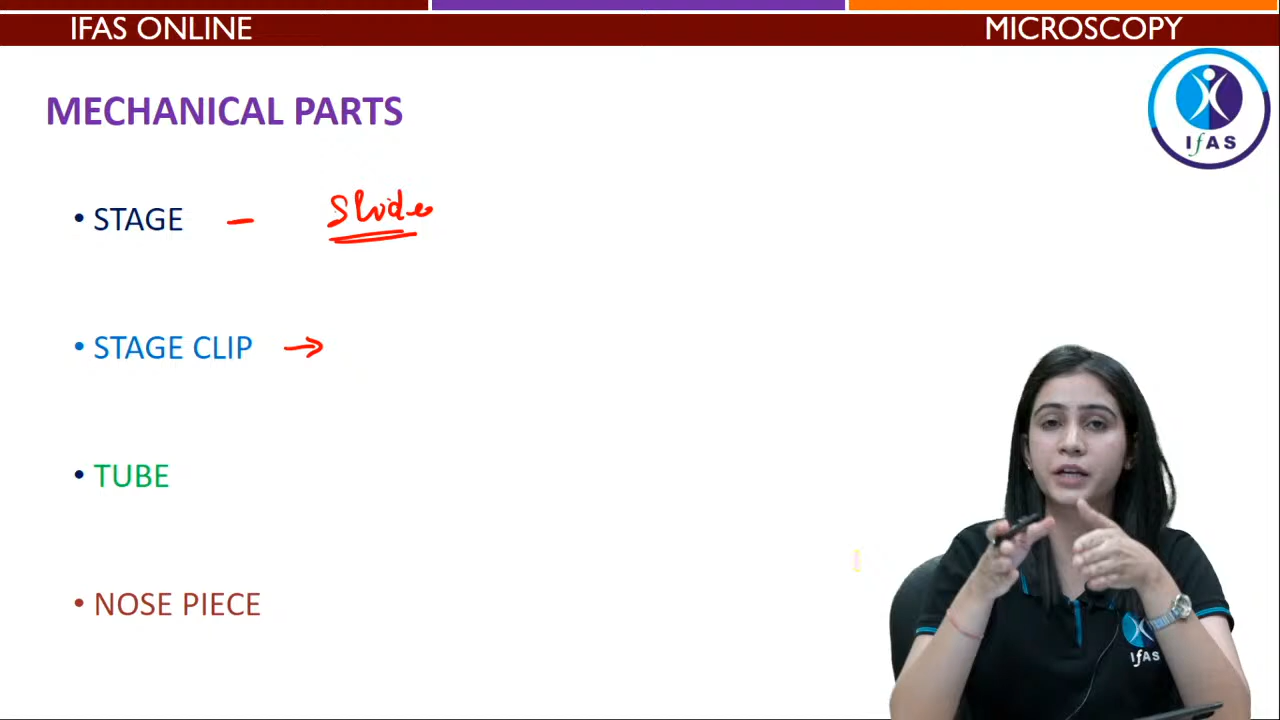 IFAS ONLINE
MICROSCOPY
IfAS
MECHANICAL PARTS
• STAGE – Slide
• STAGE CLIP →
• TUBE
• NOSE PIECE
IfAS